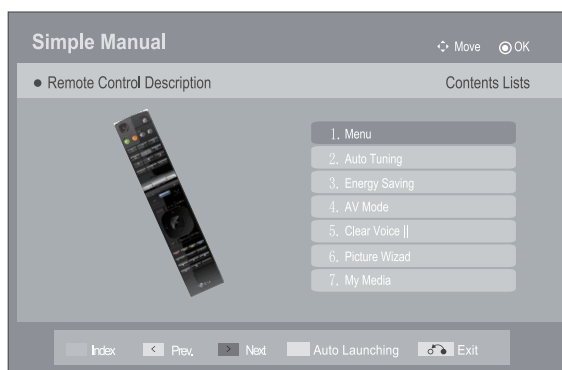 Simple Manual
Move OK
● Remote Control Description
Contents Lists
1. Menu
2. Auto Tuning
3. Energy Saving
4. AV Mode
5. Clear Voice ||
6. Picture Wizad
7. My Media
Index < Prev. > Next Auto Launching Exit